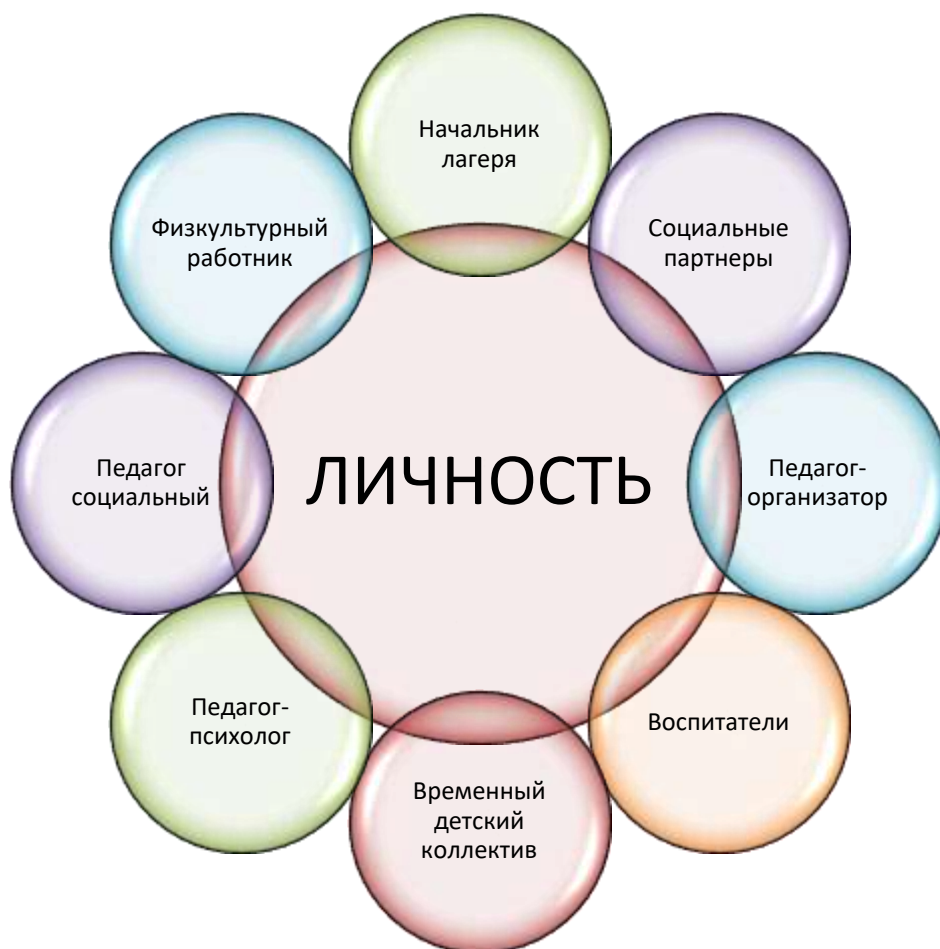 Начальник
лагеря
Социальные
партнеры
Педагог-
организатор
Воспитатели
Временный
детский
коллектив
Педагог-
психолог
Педагог
социальный
Физкультурный
работник
ЛИЧНОСТЬ